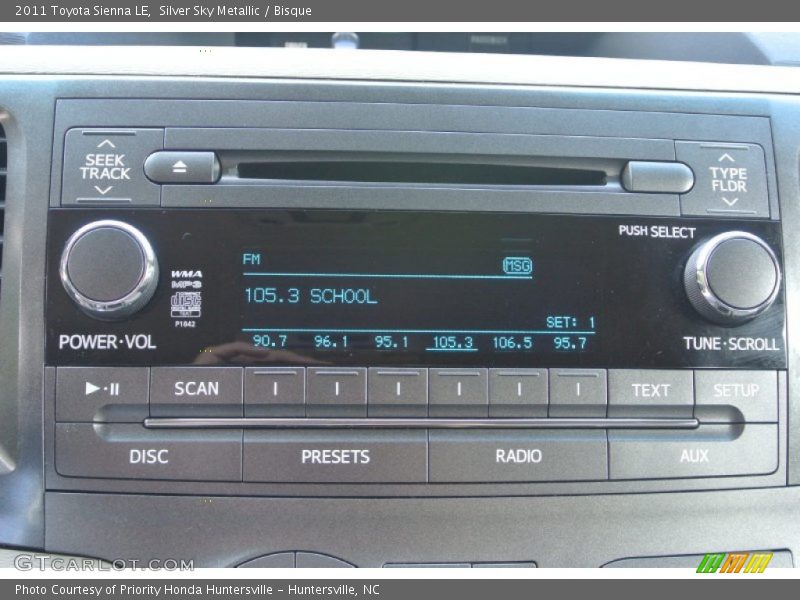 2011 Toyota Sienna LE, Silver Sky Metallic / Bisque
SEEK
TRACK
TYPE
FLDR
PUSH SELECT
FM
MSG
WMA
MP3
disc
TEXT
P1842
105.3 SCHOOL
SET: 1
90.7 96.1 95.1 105.3 106.5 95.7
POWER·VOL
TUNE·SCROLL
SCAN
TEXT
SETUP
DISC
PRESETS
RADIO
AUX
GTCARLOT.COM
Photo Courtesy of Priority Honda Huntersville – Huntersville, NC